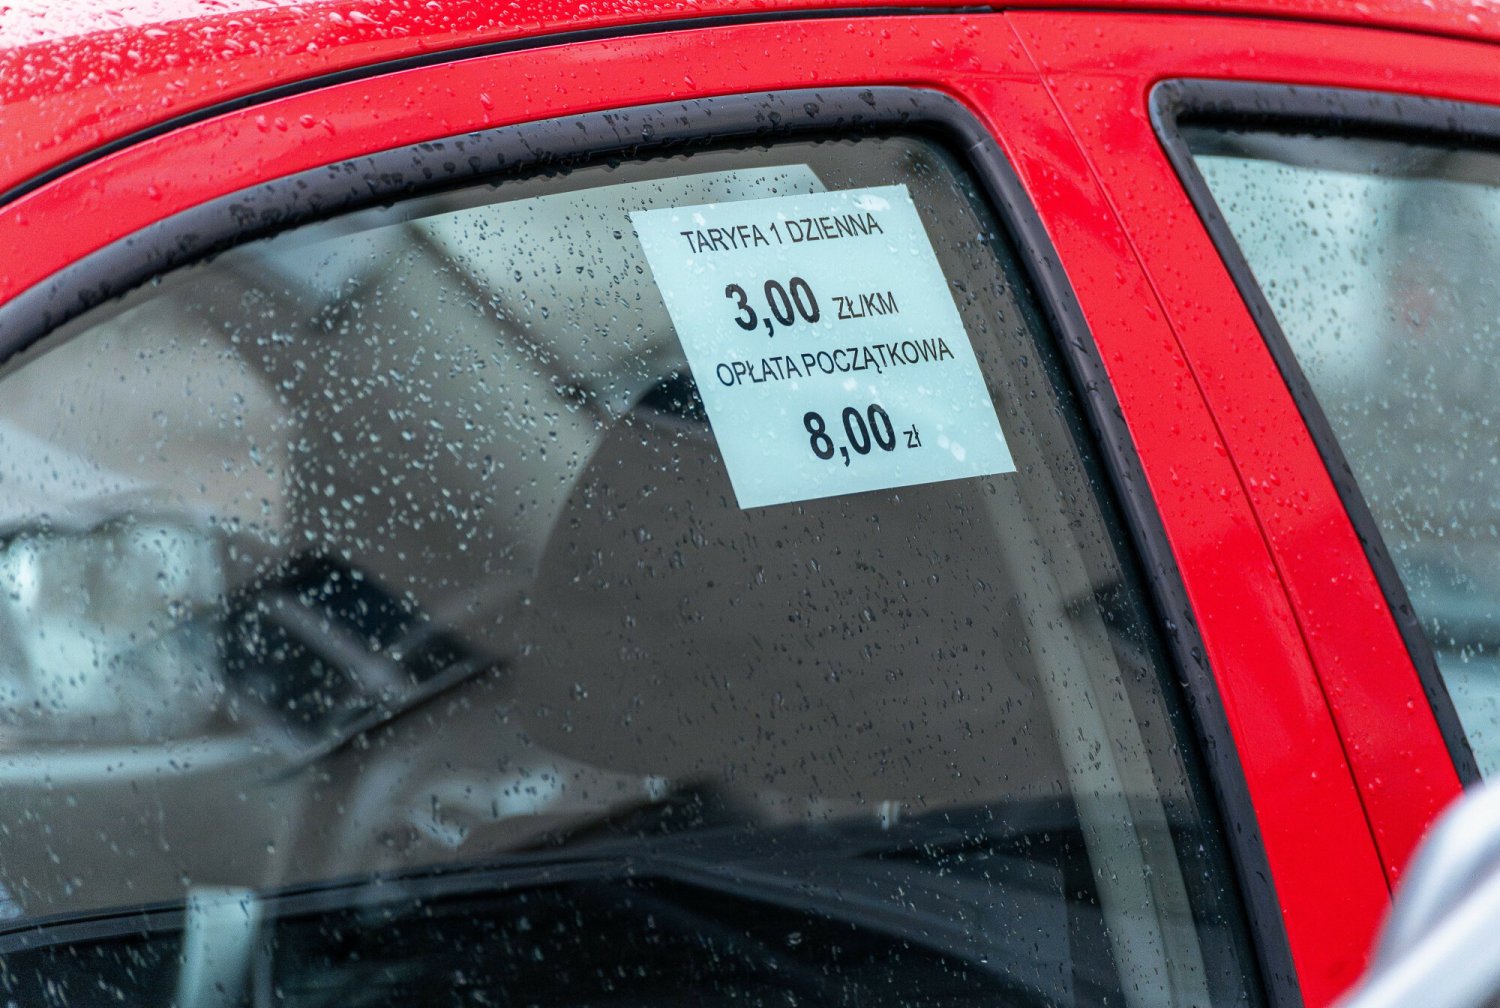 TARYFA 1 DZIENNA
3,00 ZŁ/KM
OPŁATA POCZĄTKOWA
8,00 zł